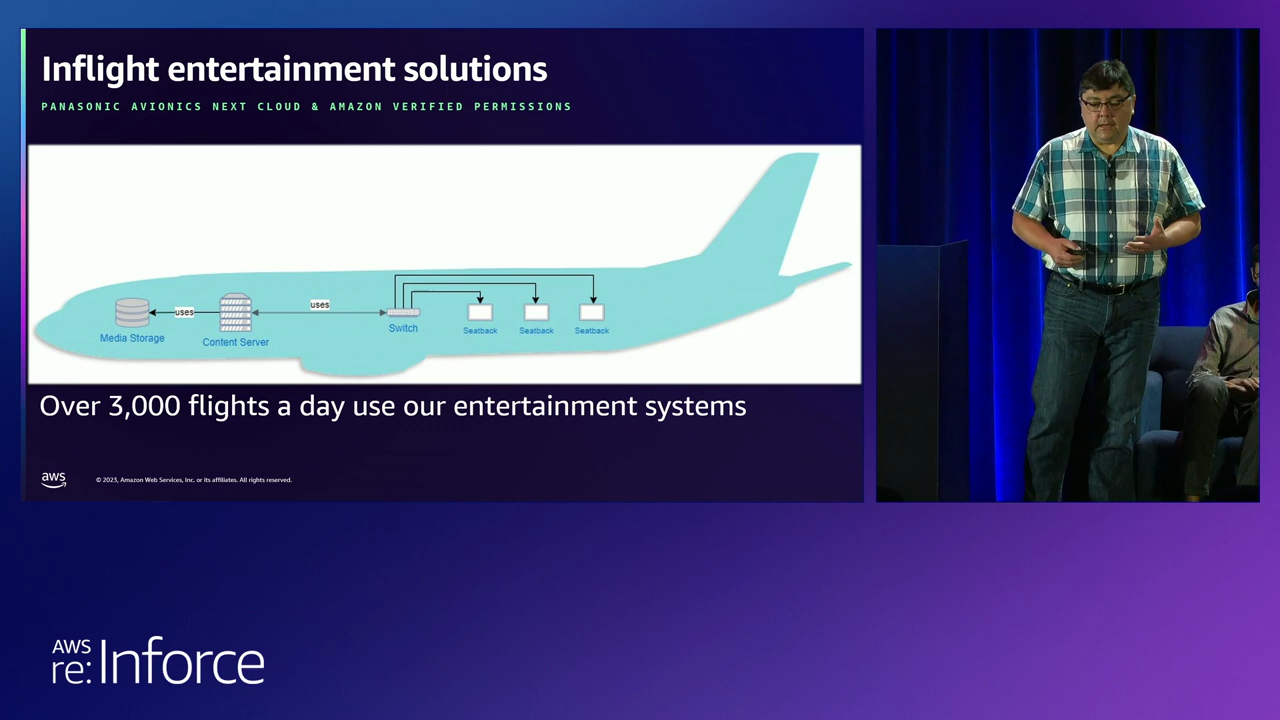 Inflight entertainment solutions
PANASONIC AVIONICS NEXT CLOUD & AMAZON VERIFIED PERMISSIONS
uses
uses
Media Storage
Content Server
Switch
Seatback
Seatback
Seatback
Over 3,000 flights a day use our entertainment systems
aws
© 2023, Amazon Web Services, Inc. or its affiliates. All rights reserved.
AWS
re:Inforce